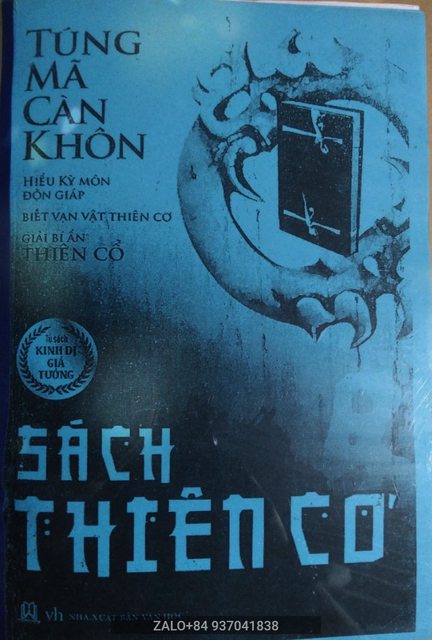 TÚNG
MÃ
CÀN
KHÔN
HIỂU KỲ MÔN
ĐỘN GIÁP
BIẾT VẠN VẬT THIÊN CƠ
GIẢI BÍ ẨN
THIÊN CỔ
Tủ sách
KINH DỊ
GIẢ
TƯỞNG
SÁCH
THIÊN CƠ
vh NHÀ XUẤT BẢN VĂN HỌC
ZALO+84 937041838